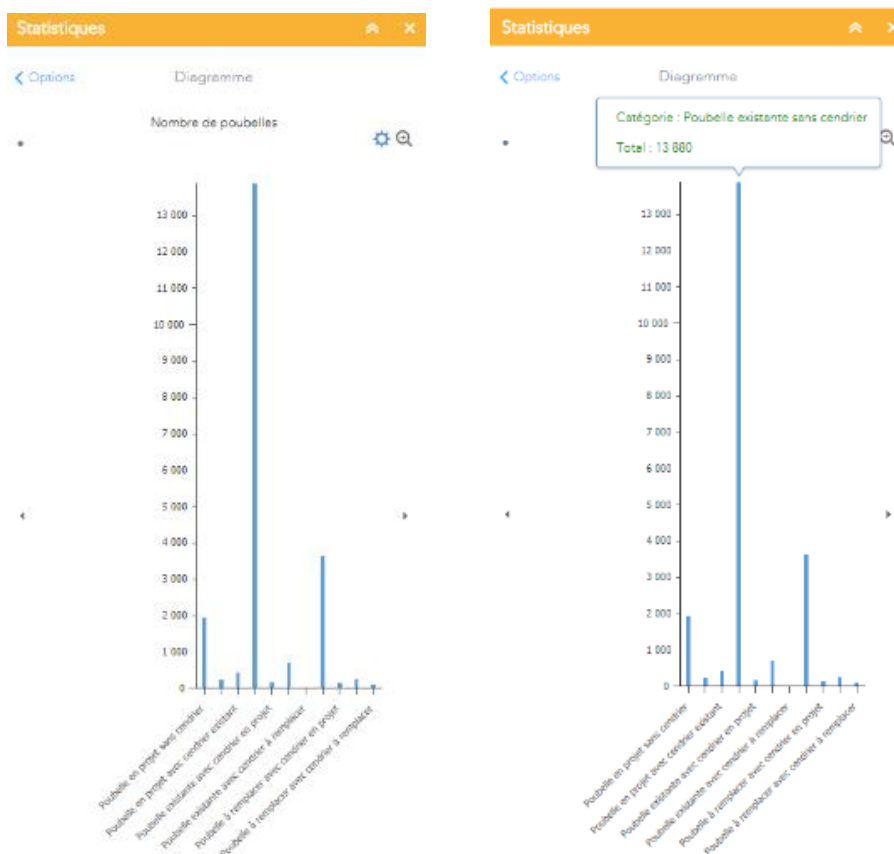 Statistiques
Options
Diagramme
Nombre de poubelles
13 000
12 000
11 000
10 000
9 000
8 000
7 000
6 000
5 000
4 000
3 000
2 000
1 000
0
Poubelle en projet sans cendrier
Poubelle en projet avec cendrier existant
Poubelle existante avec cendrier en projet
Poubelle existante avec cendrier à remplacer
Poubelle à remplacer avec cendrier en projet
Poubelle à remplacer avec cendrier à remplacer
Statistiques
Options
Diagramme
Catégorie : Poubelle existante sans cendrier
Total : 13 880
13 000
12 000
11 000
10 000
9 000
8 000
7 000
6 000
5 000
4 000
3 000
2 000
1 000
0
Poubelle en projet sans cendrier
Poubelle en projet avec cendrier existant
Poubelle existante avec cendrier en projet
Poubelle existante avec cendrier à remplacer
Poubelle à remplacer avec cendrier en projet
Poubelle à remplacer avec cendrier à remplacer